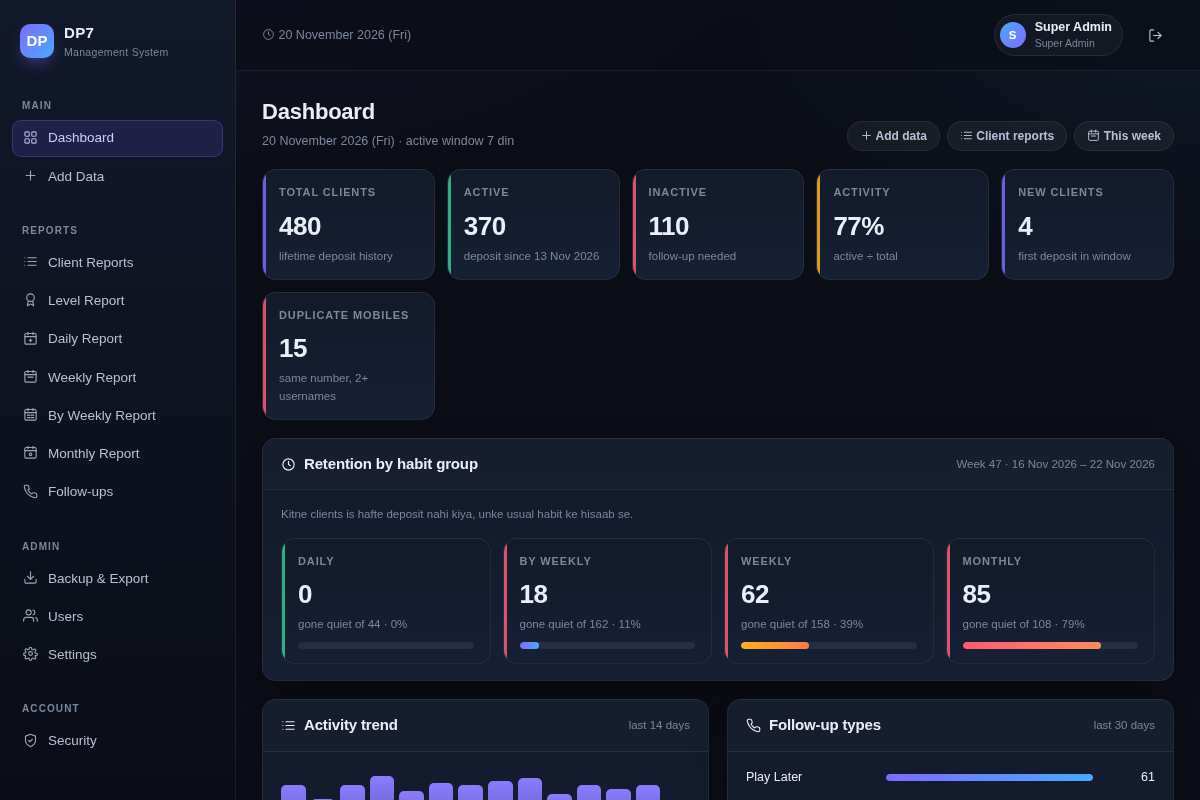 DP
DP7
Management System
MAIN
Dashboard
Add Data
REPORTS
Client Reports
Level Report
Daily Report
Weekly Report
By Weekly Report
Monthly Report
Follow-ups
ADMIN
Backup & Export
Users
Settings
ACCOUNT
Security
20 November 2026 (Fri)
S
Super Admin
Super Admin
Dashboard
20 November 2026 (Fri) · active window 7 din
Add data
Client reports
This week
TOTAL CLIENTS
480
lifetime deposit history
ACTIVE
370
deposit since 13 Nov 2026
INACTIVE
110
follow-up needed
ACTIVITY
77%
active ÷ total
NEW CLIENTS
4
first deposit in window
DUPLICATE MOBILES
15
same number, 2+
usernames
Retention by habit group
Week 47 · 16 Nov 2026 – 22 Nov 2026
Kitne clients is hafte deposit nahi kiya, unke usual habit ke hisaab se.
DAILY
0
gone quiet of 44 · 0%
BY WEEKLY
18
gone quiet of 162 · 11%
WEEKLY
62
gone quiet of 158 · 39%
MONTHLY
85
gone quiet of 108 · 79%
Activity trend
last 14 days
Follow-up types
last 30 days
Play Later
61